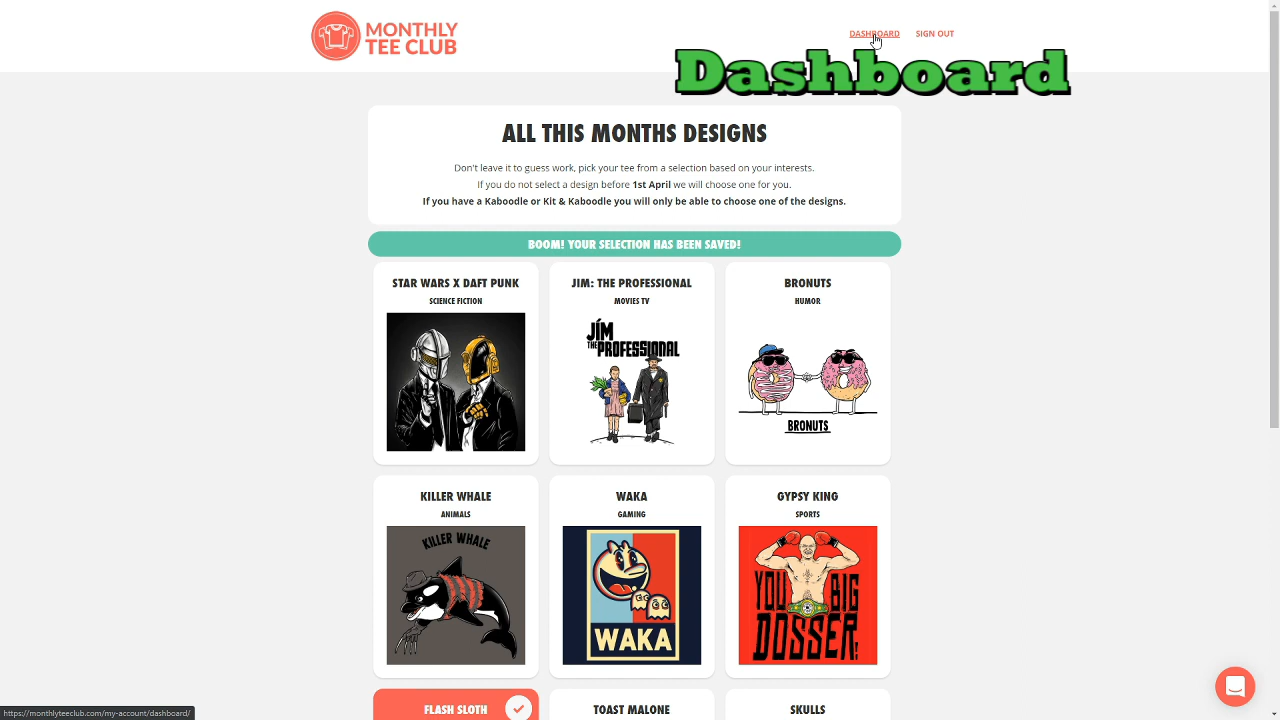 MONTHLY
TEE CLUB
DASHBOARD
SIGN OUT
Dashboard
ALL THIS MONTHS DESIGNS
Don't leave it to guess work, pick your tee from a selection based on your interests.
If you do not select a design before 1st April we will choose one for you.
If you have a Kaboodle or Kit & Kaboodle you will only be able to choose one of the designs.
BOOM! YOUR SELECTION HAS BEEN SAVED!
STAR WARS X DAFT PUNK
SCIENCE FICTION
JIM: THE PROFESSIONAL
MOVIES TV
JÍM
THE PROFESSIONAL
BRONUTS
HUMOR
BRONUTS
KILLER WHALE
ANIMALS
KILLER WHALE
WAKA
GAMING
WAKA
GYPSY KING
SPORTS
YOU BIG
DOSSER!
FLASH SLOTH
TOAST MALONE
SKULLS
https://monthlyteeclub.com/my-account/dashboard/